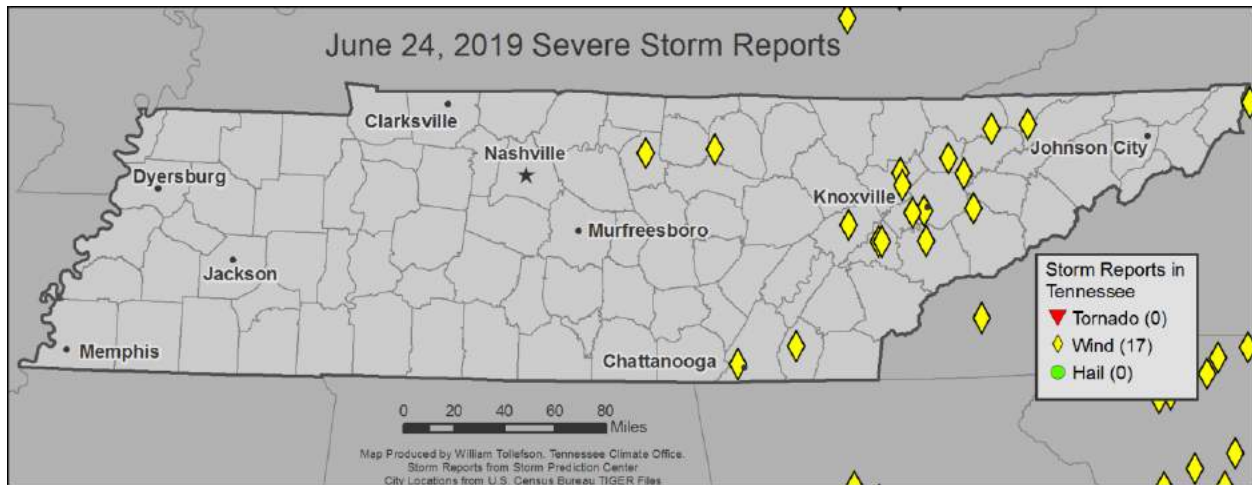 June 24, 2019 Severe Storm Reports
Clarksville
Nashville
Johnson City
Dyersburg
Knoxville
Murfreesboro
Jackson
Storm Reports in
Tennessee
Tornado (0)
Wind (17)
Hail (0)
Memphis
Chattanooga
0 20 40 60 80
Miles
Map Produced by William Tollefson, Tennessee Climate Office.
Storm Reports from Storm Prediction Center
City Locations from U.S. Census Bureau TIGER Files